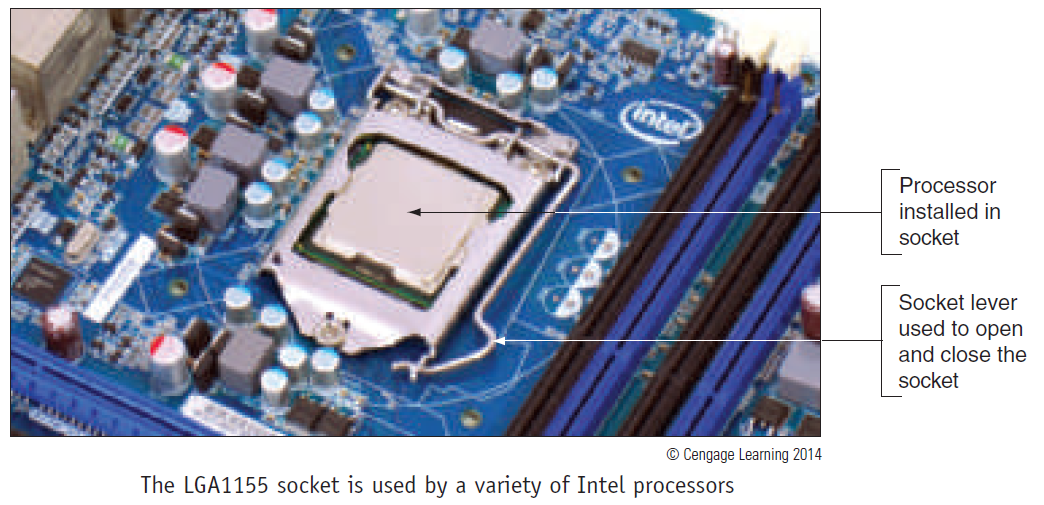 intel
Processor
installed in
socket
Socket lever
used to open
and close the
socket
© Cengage Learning 2014
The LGA1155 socket is used by a variety of Intel processors